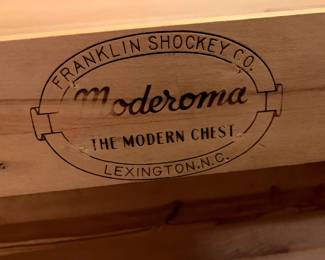 FRANKLIN SHOCKEY CO.
Moderoma
THE MODERN CHEST
LEXINGTON. N.C.